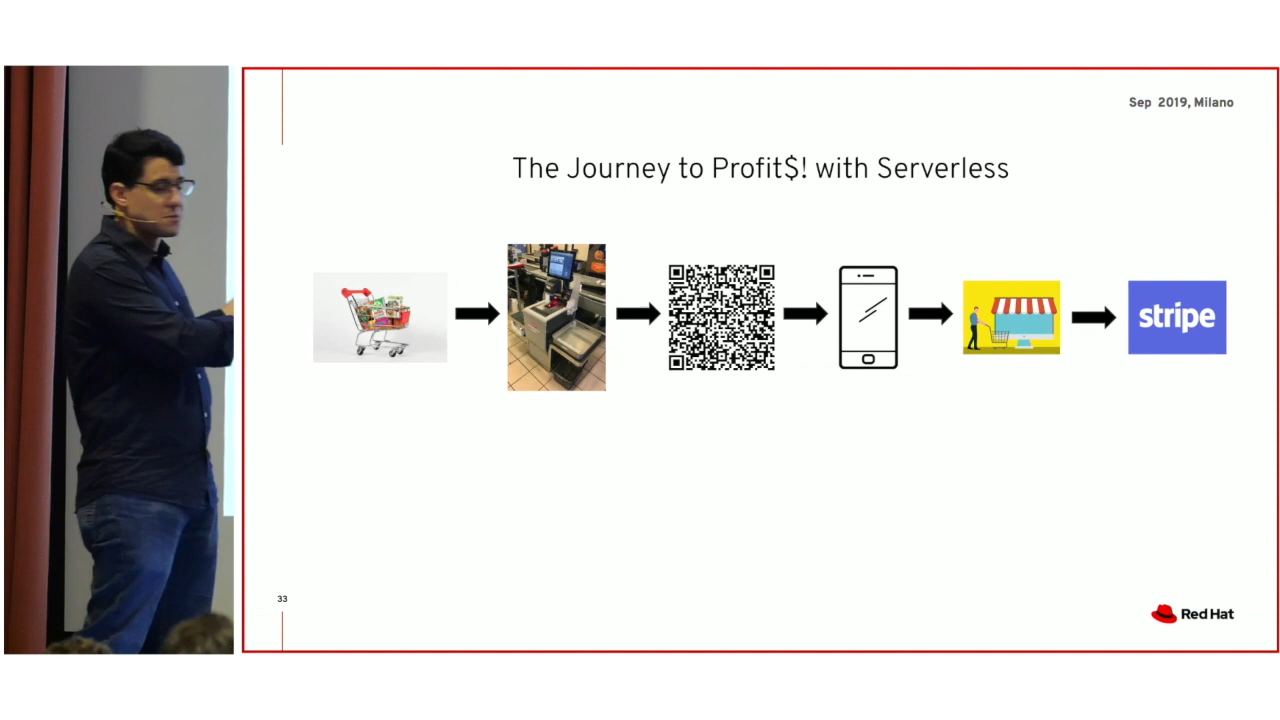 Sep 2019, Milano
The Journey to Profit$! with Serverless
stripe
33
Red Hat